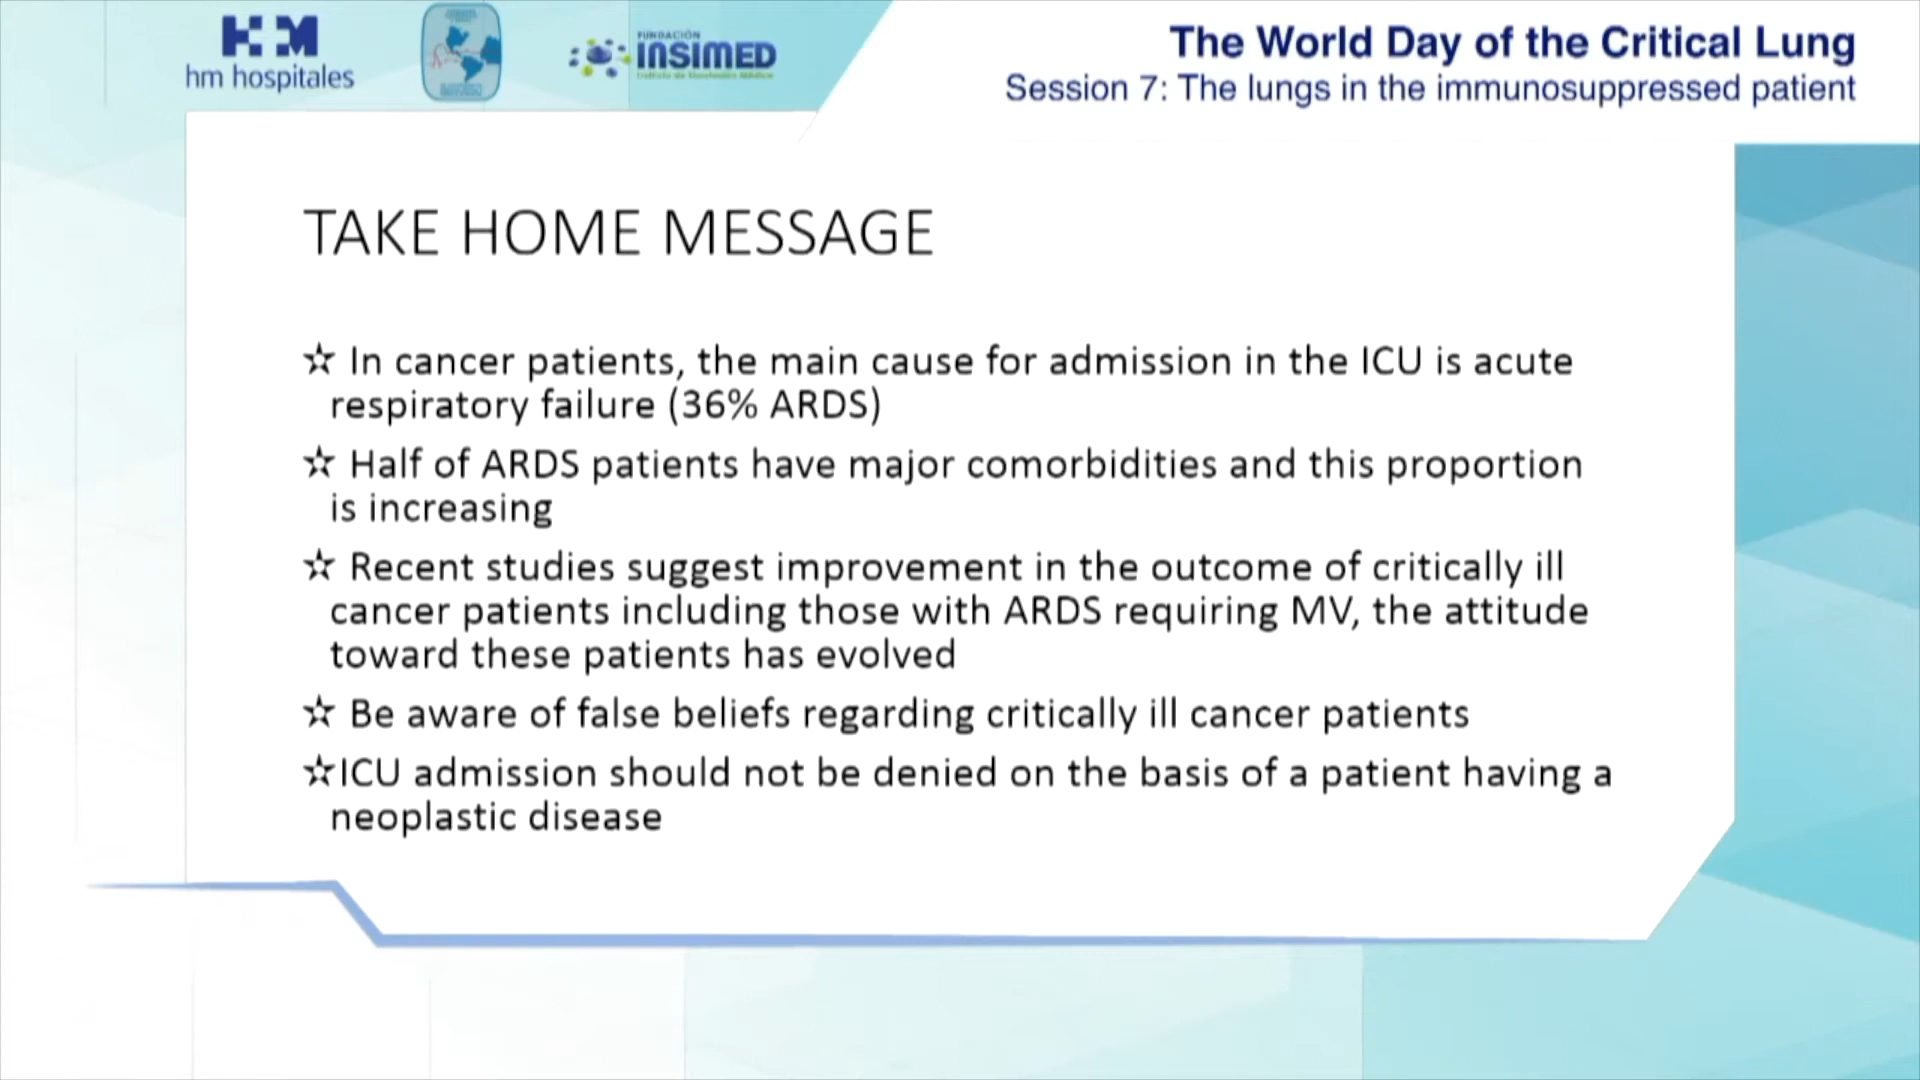 hm hospitales
FUNDACIÓN
INSIMED
The World Day of the Critical Lung
Session 7: The lungs in the immunosuppressed patient
TAKE HOME MESSAGE
☆ In cancer patients, the main cause for admission in the ICU is acute
respiratory failure (36% ARDS)
☆ Half of ARDS patients have major comorbidities and this proportion
is increasing
☆ Recent studies suggest improvement in the outcome of critically ill
cancer patients including those with ARDS requiring MV, the attitude
toward these patients has evolved
☆ Be aware of false beliefs regarding critically ill cancer patients
☆ICU admission should not be denied on the basis of a patient having a
neoplastic disease